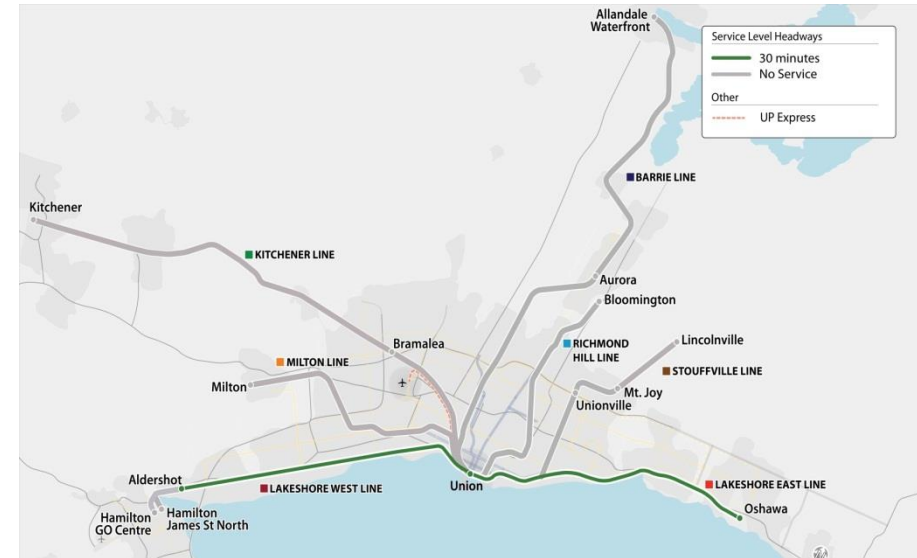 Allandale
Waterfront
Service Level Headways
30 minutes
No Service
Other
UP Express
BARRIE LINE
Kitchener
KITCHENER LINE
Aurora
Bloomington
Bramalea
RICHMOND
HILL LINE
Lincolnville
MILTON LINE
STOUFFVILLE LINE
Milton
Mt. Joy
Unionville
Aldershot
Union
LAKESHORE WEST LINE
LAKESHORE EAST LINE
Oshawa
Hamilton
GO Centre
Hamilton
James St North